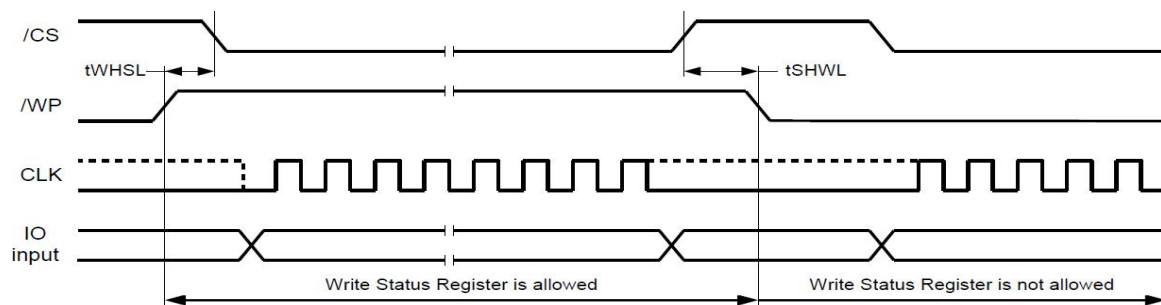 /CS
tWHSL
tSHWL
/WP
CLK
IO
input
Write Status Register is allowed
Write Status Register is not allowed